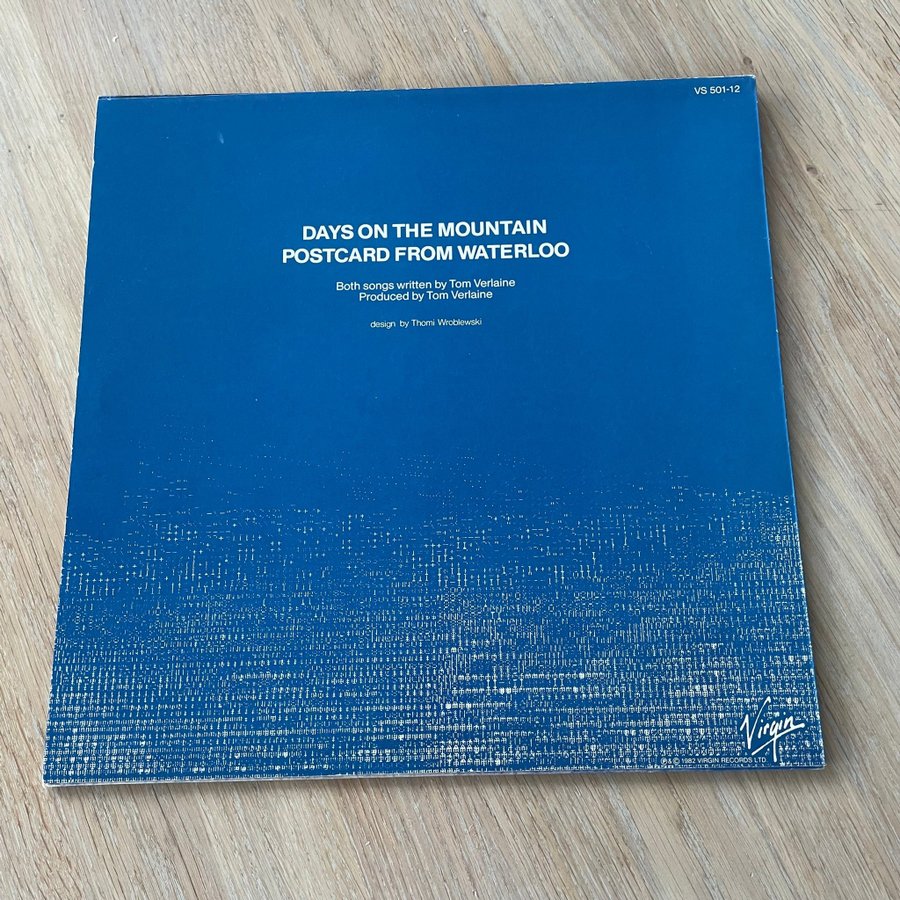 VS 501-12
DAYS ON THE MOUNTAIN
POSTCARD FROM WATERLOO
Both songs written by Tom Verlaine
Produced by Tom Verlaine
design by Thomi Wroblewski
Virgin
℗&© 1982 VIRGIN RECORDS LTD